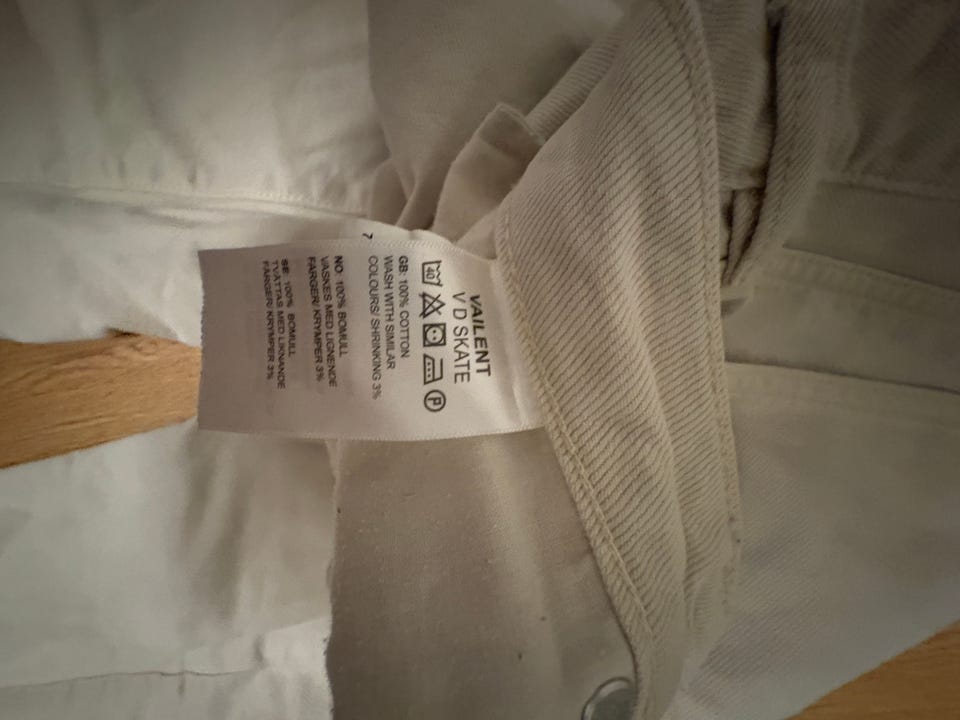 VAILENT
V D SKATE
40 P
GB: 100% COTTON
WASH WITH SIMILAR
COLOURS/ SHRINKING 3%
NO: 100% BOMULL
VASKES MED LIGNENDE
FARGER/ KRYMPER 3%
SE: 100% BOMULL
TVÄTTAS MED LIKNANDE
FÄRGER/ KRYMPER 3%